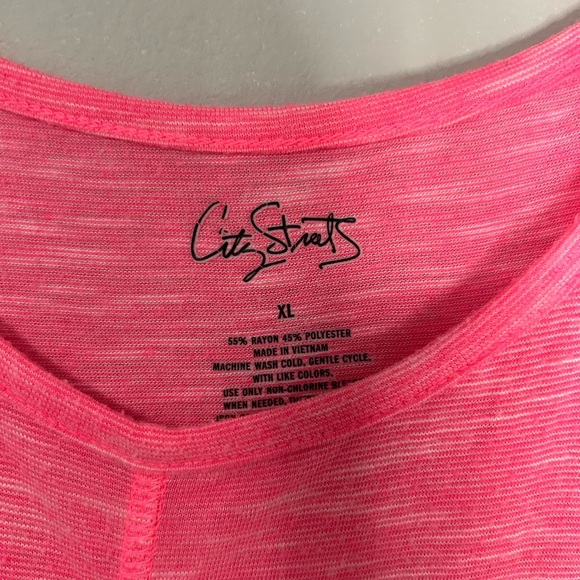 City Streets
XL
55% RAYON 45% POLYESTER
MADE IN VIETNAM
MACHINE WASH COLD, GENTLE CYCLE,
WITH LIKE COLORS.
USE ONLY NON-CHLORINE
WHEN NEEDED,